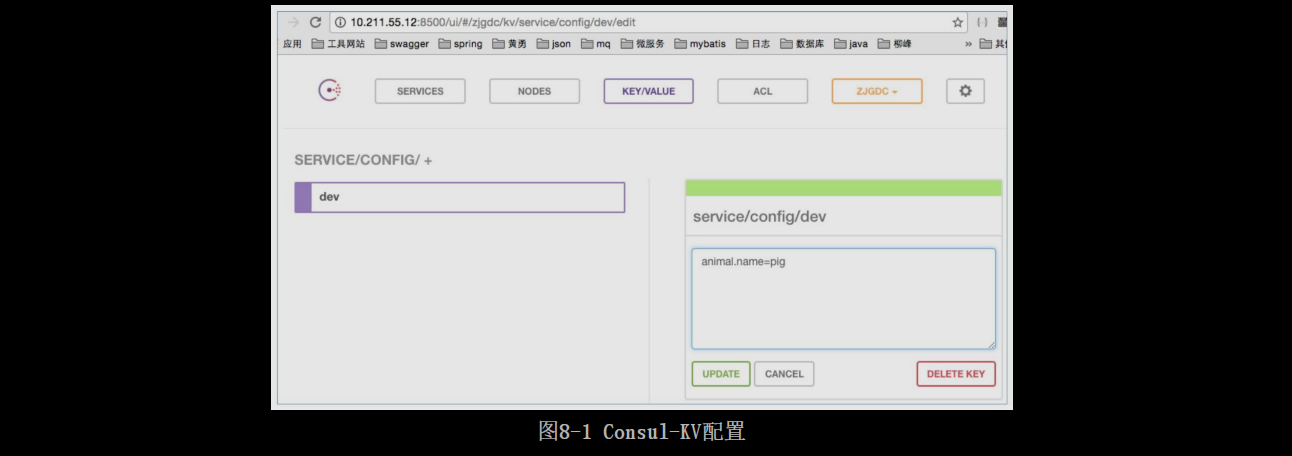 10.211.55.12:8500/ui/#/zjgdc/kv/service/config/dev/edit
应用 工具网站 swagger spring 黄勇 json mq 微服务 mybatis 日志 数据库 java 柳峰 »
SERVICES NODES KEY/VALUE ACL ZJGDC
SERVICE/CONFIG/ +
dev
service/config/dev
animal.name=pig
UPDATE CANCEL DELETE KEY
图8-1 Consul-KV配置